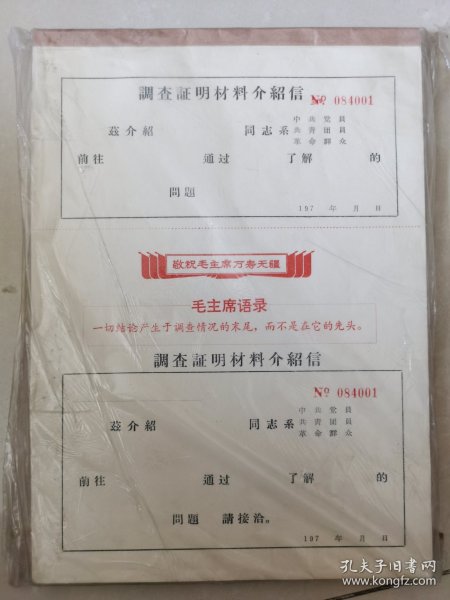 調查証明材料介紹信
№ 084001
茲介紹 同志系 中共党員 共青团員 革命群众
前往 通过 了解 的
問題
197 年 月 日
敬祝毛主席万寿无疆
毛主席语录
一切结论产生于调查情况的末尾，而不是在它的先头。
調查証明材料介紹信
№ 084001
茲介紹 同志系 中共党員 共青团員 革命群众
前往 通过 了解 的
問題 請接洽。
197 年 月 日
孔夫子旧书网
www.kongfz.com